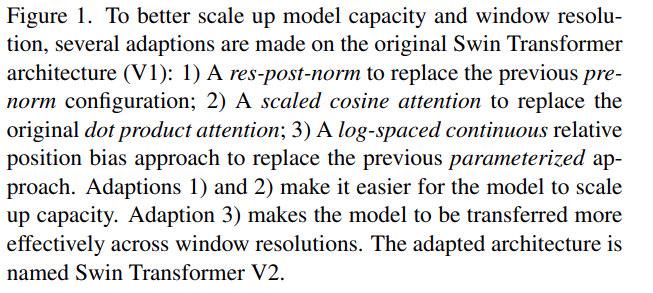 Figure 1. To better scale up model capacity and window resolu-
tion, several adaptions are made on the original Swin Transformer
architecture (V1): 1) A res-post-norm to replace the previous pre-
norm configuration; 2) A scaled cosine attention to replace the
original dot product attention; 3) A log-spaced continuous relative
position bias approach to replace the previous parameterized ap-
proach. Adaptions 1) and 2) make it easier for the model to scale
up capacity. Adaption 3) makes the model to be transferred more
effectively across window resolutions. The adapted architecture is
named Swin Transformer V2.